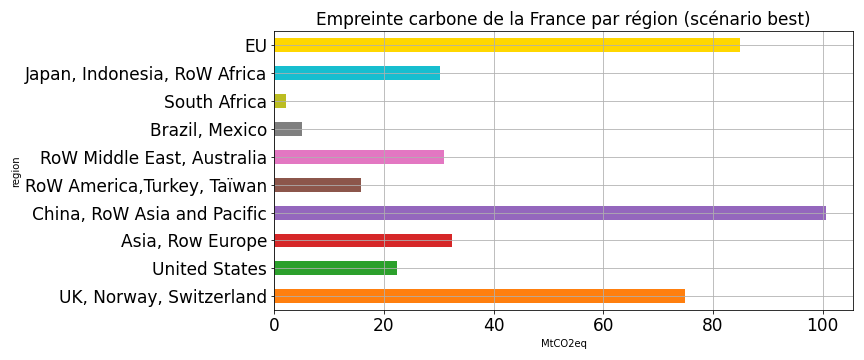 Empreinte carbone de la France par région (scénario best)
EU
Japan, Indonesia, RoW Africa
South Africa
Brazil, Mexico
RoW Middle East, Australia
RoW America,Turkey, Taïwan
China, RoW Asia and Pacific
Asia, Row Europe
United States
UK, Norway, Switzerland
region
0 20 40 60 80 100
MtCO2eq